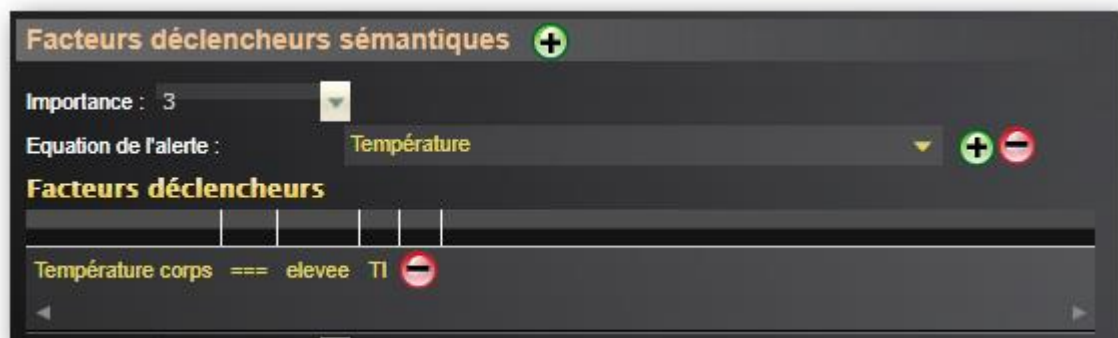 Facteurs déclencheurs sémantiques
Importance : 3
Equation de l'alerte : Température
Facteurs déclencheurs
Température corps === elevee TI